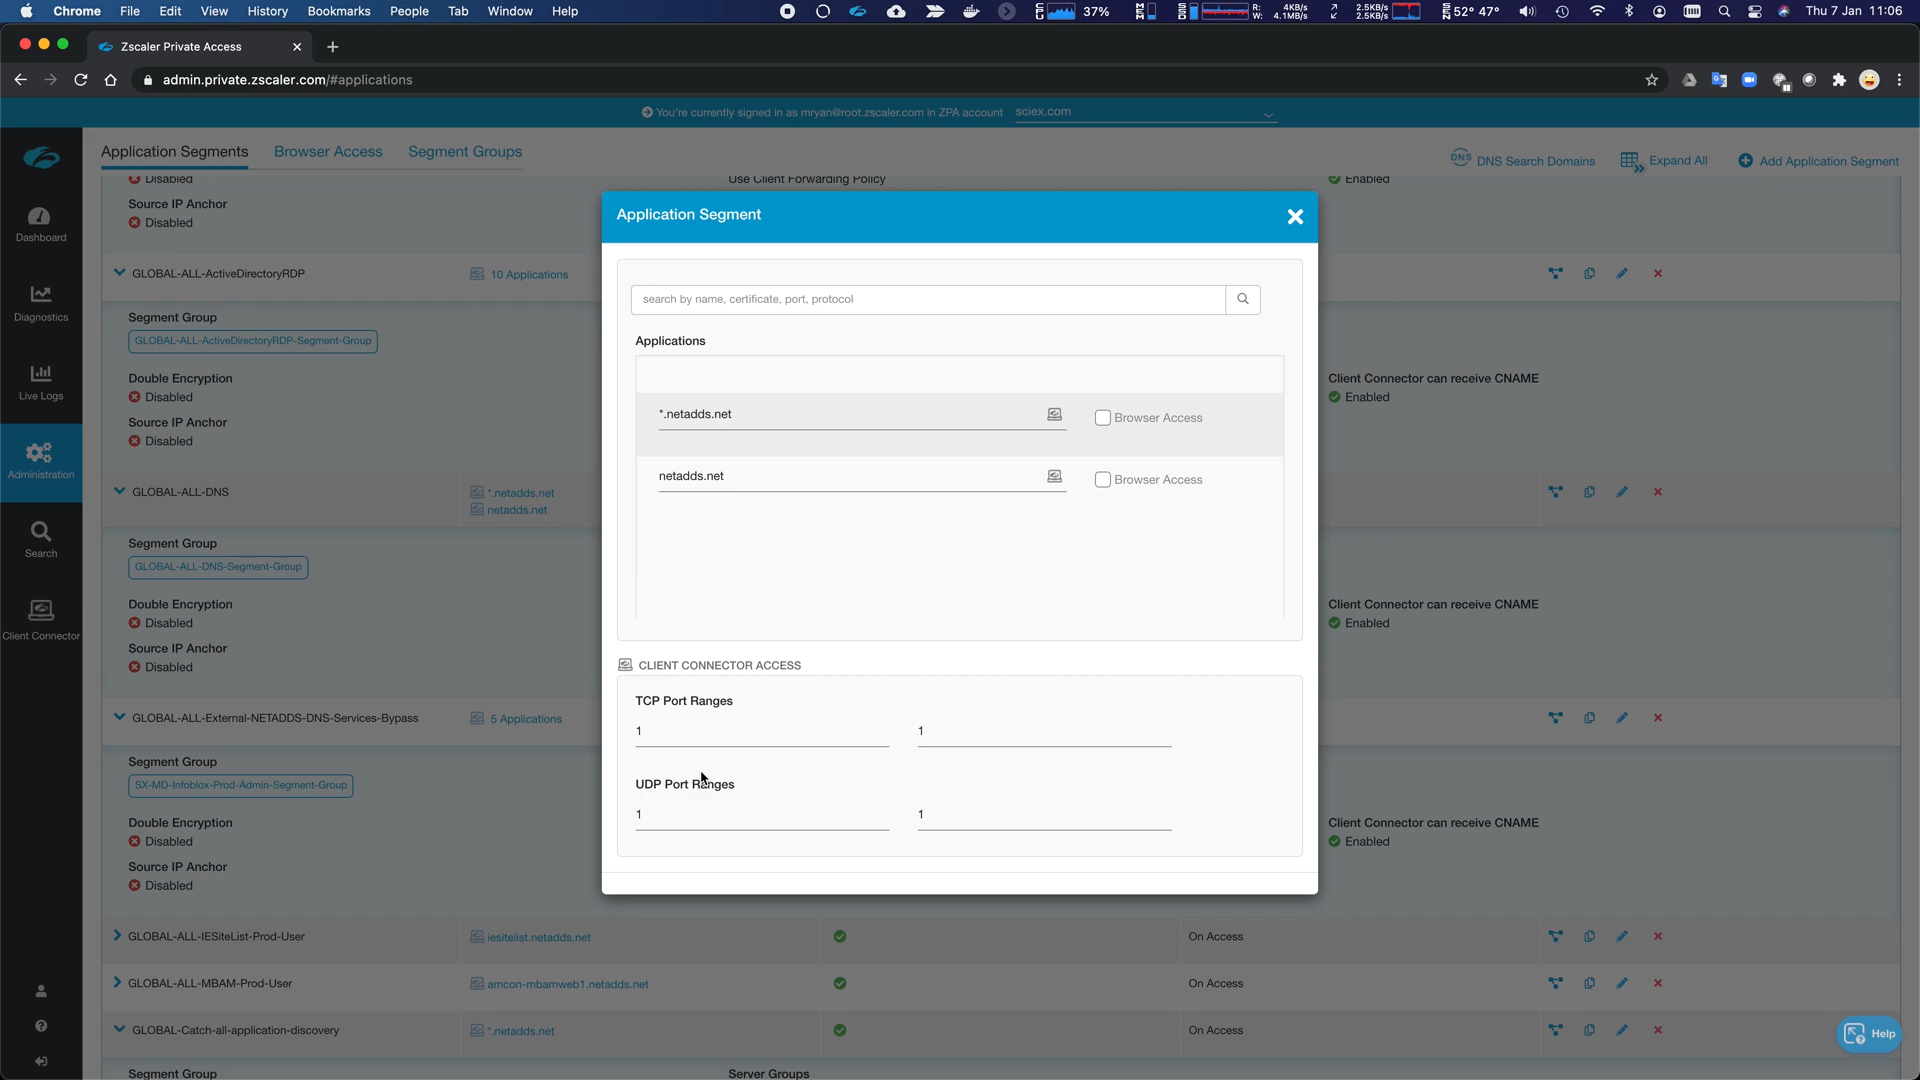 Chrome File Edit View History Bookmarks People Tab Window Help 37% R: 4KB/s W: 4.1MB/s 2.5KB/s 2.5KB/s 52° 47° Thu 7 Jan 11:06
Zscaler Private Access
admin.private.zscaler.com/#applications
You're currently signed in as mryan@root.zscaler.com in ZPA account sciex.com
Application Segments Browser Access Segment Groups DNS DNS Search Domains Expand All Add Application Segment
Dashboard
Diagnostics
Live Logs
Administration
Search
Client Connector
Disabled Use Client Forwarding Policy Enabled
Source IP Anchor
Disabled
GLOBAL-ALL-ActiveDirectoryRDP 10 Applications
Segment Group
GLOBAL-ALL-ActiveDirectoryRDP-Segment-Group
Double Encryption Client Connector can receive CNAME
Disabled Enabled
Source IP Anchor
Disabled
GLOBAL-ALL-DNS *.netadds.net
netadds.net
Segment Group
GLOBAL-ALL-DNS-Segment-Group
Double Encryption Client Connector can receive CNAME
Disabled Enabled
Source IP Anchor
Disabled
GLOBAL-ALL-External-NETADDS-DNS-Services-Bypass 5 Applications
Segment Group
SX-MD-Infoblox-Prod-Admin-Segment-Group
Double Encryption Client Connector can receive CNAME
Disabled Enabled
Source IP Anchor
Disabled
GLOBAL-ALL-IESiteList-Prod-User iesitelist.netadds.net On Access
GLOBAL-ALL-MBAM-Prod-User amcon-mbamweb1.netadds.net On Access
GLOBAL-Catch-all-application-discovery *.netadds.net On Access
Segment Group Server Groups
Application Segment
search by name, certificate, port, protocol
Applications
*.netadds.net Browser Access
netadds.net Browser Access
CLIENT CONNECTOR ACCESS
TCP Port Ranges
1 1
UDP Port Ranges
1 1
Help